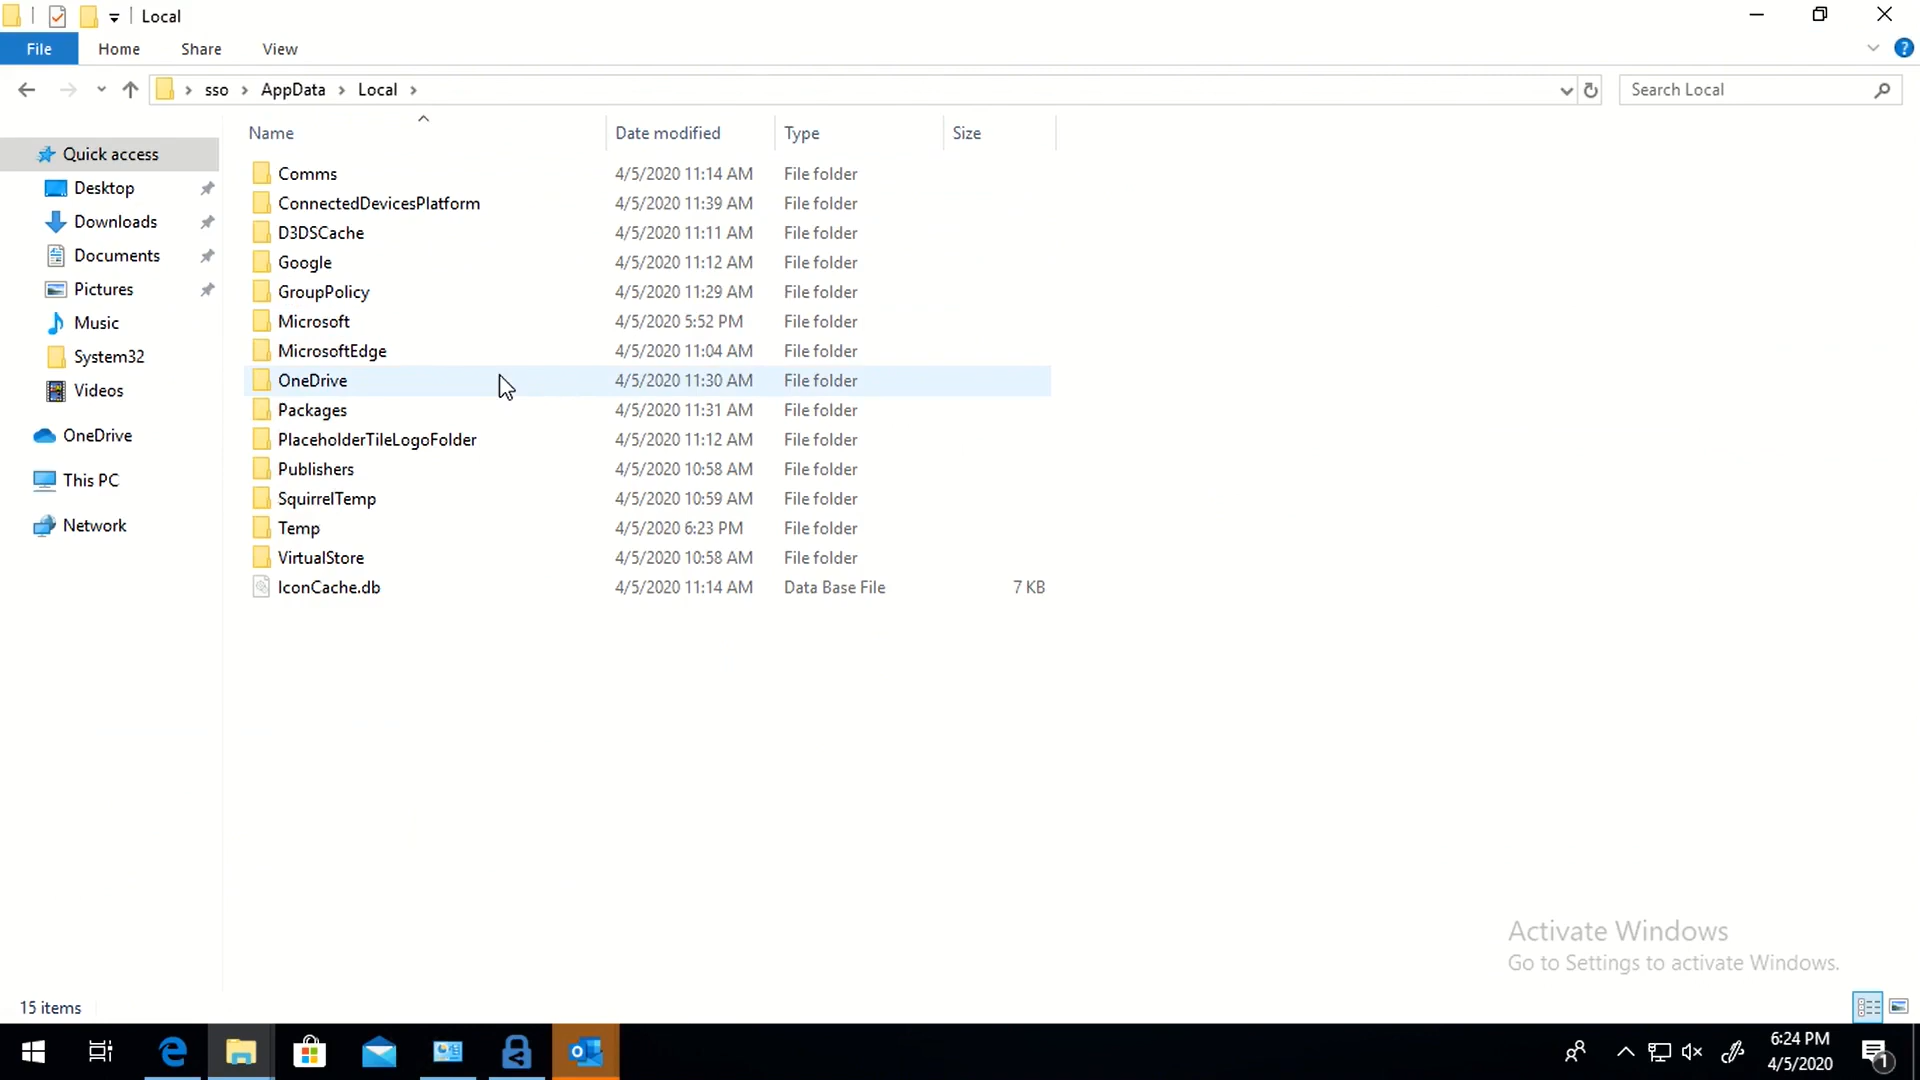 Local
File Home Share View
sso AppData Local
Search Local
Name Date modified Type Size
Quick access
Desktop
Downloads
Documents
Pictures
Music
System32
Videos
OneDrive
This PC
Network
Comms 4/5/2020 11:14 AM File folder
ConnectedDevicesPlatform 4/5/2020 11:39 AM File folder
D3DSCache 4/5/2020 11:11 AM File folder
Google 4/5/2020 11:12 AM File folder
GroupPolicy 4/5/2020 11:29 AM File folder
Microsoft 4/5/2020 5:52 PM File folder
MicrosoftEdge 4/5/2020 11:04 AM File folder
OneDrive 4/5/2020 11:30 AM File folder
Packages 4/5/2020 11:31 AM File folder
PlaceholderTileLogoFolder 4/5/2020 11:12 AM File folder
Publishers 4/5/2020 10:58 AM File folder
SquirrelTemp 4/5/2020 10:59 AM File folder
Temp 4/5/2020 6:23 PM File folder
VirtualStore 4/5/2020 10:58 AM File folder
IconCache.db 4/5/2020 11:14 AM Data Base File 7 KB
Activate Windows
Go to Settings to activate Windows.
15 items
6:24 PM
4/5/2020
1